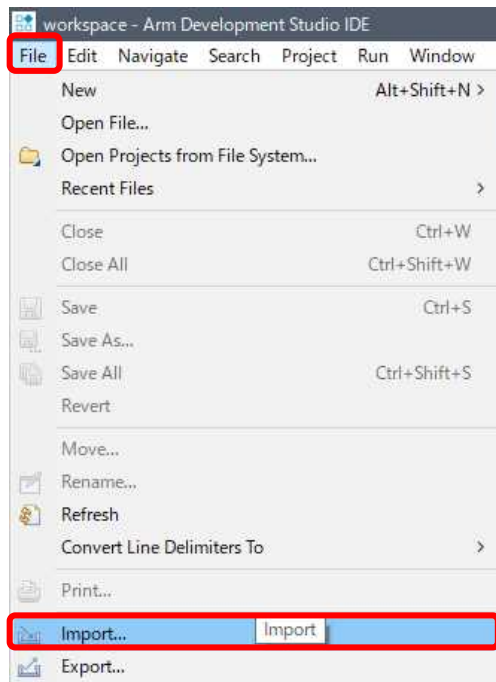 workspace - Arm Development Studio IDE
File Edit Navigate Search Project Run Window
New Alt+Shift+N >
Open File...
Open Projects from File System...
Recent Files >
Close Ctrl+W
Close All Ctrl+Shift+W
Save Ctrl+S
Save As...
Save All Ctrl+Shift+S
Revert
Move...
Rename...
Refresh
Convert Line Delimiters To >
Print...
Import... Import
Export...